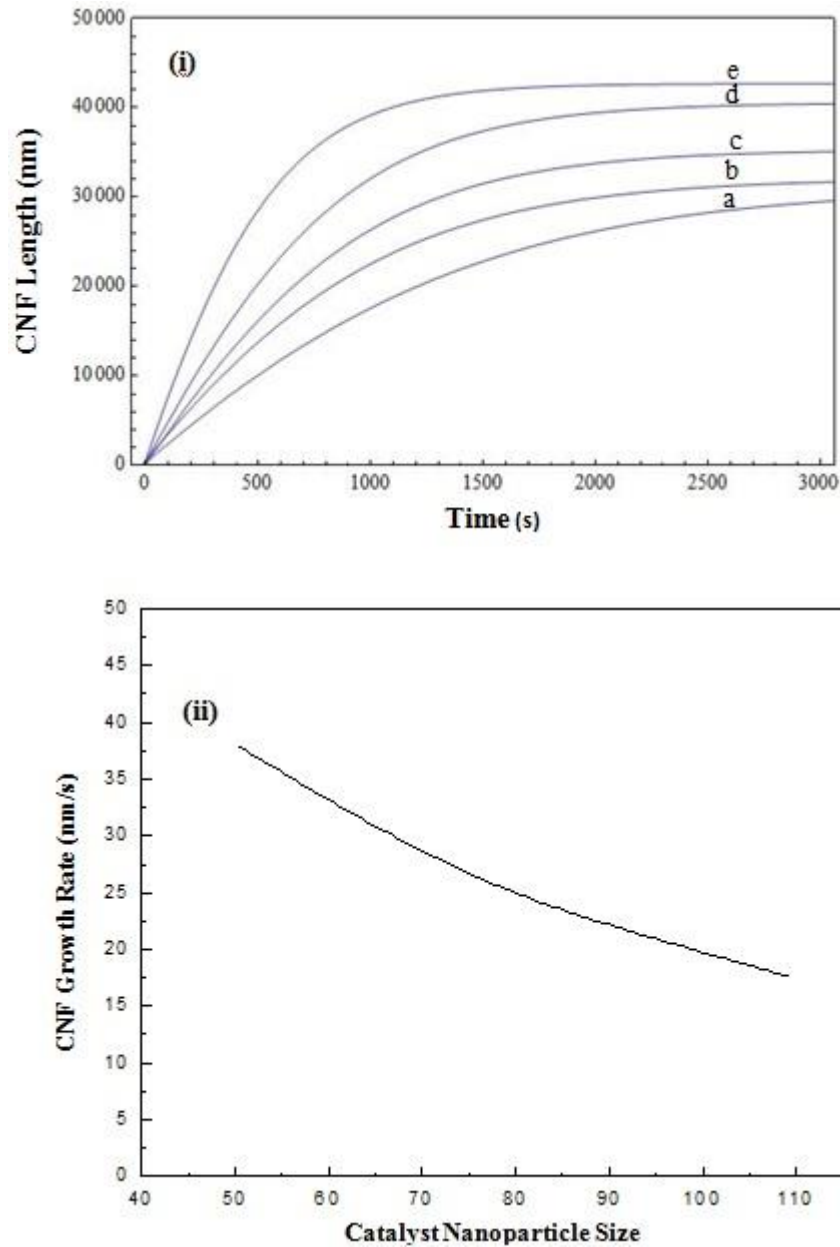 50000
(i)
40000
30000
20000
10000
0
CNF Length (nm)
e
d
c
b
a
0 500 1000 1500 2000 2500 3000
Time (s)
50
45
(ii)
40
35
30
25
20
15
10
5
0
CNF Growth Rate (nm/s)
40 50 60 70 80 90 100 110
Catalyst Nanoparticle Size